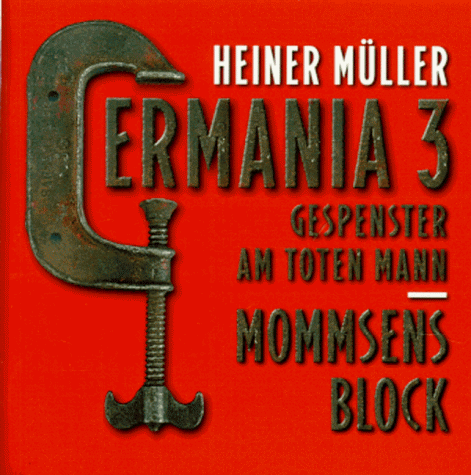 HEINER MÜLLER
GERMANIA 3
GESPENSTER
AM TOTEN MANN
MOMMSENS
BLOCK